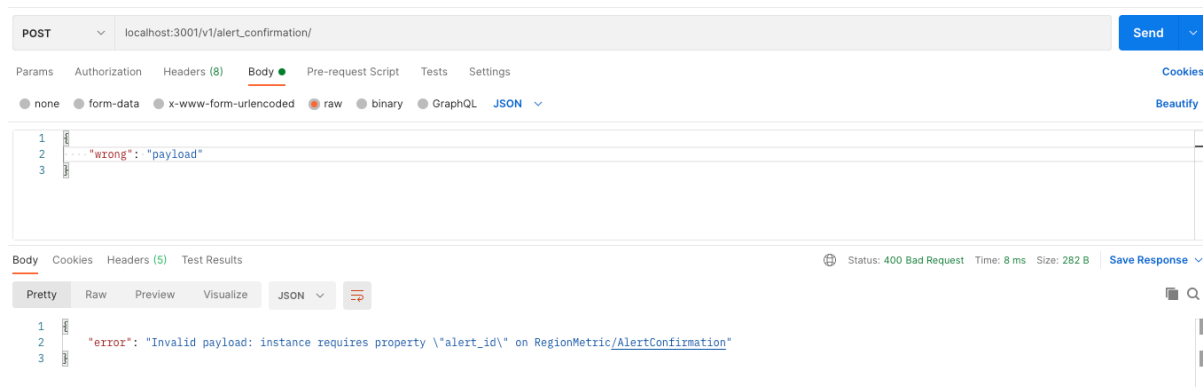 POST localhost:3001/v1/alert_confirmation/ Send
Params Authorization Headers (8) Body Pre-request Script Tests Settings Cookies
none form-data x-www-form-urlencoded raw binary GraphQL JSON Beautify
1 {
2 "wrong": "payload"
3 }
Body Cookies Headers (5) Test Results Status: 400 Bad Request Time: 8 ms Size: 282 B Save Response
Pretty Raw Preview Visualize JSON
1 {
2 "error": "Invalid payload: instance requires property \"alert_id\" on RegionMetric/AlertConfirmation"
3 }